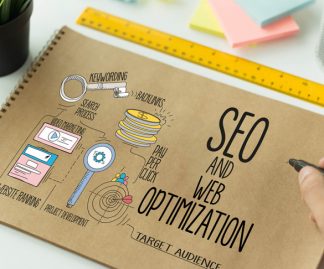 KEYWORDING
BACKLINKS
SEARCH
PROCESS
VIDEO MARKETING
PAY
PER
CLICK
SEO
AND
WEB
OPTIMIZATION
WEBSITE RANKING
PROJECT DEVELOPMENT
TARGET AUDIENCE